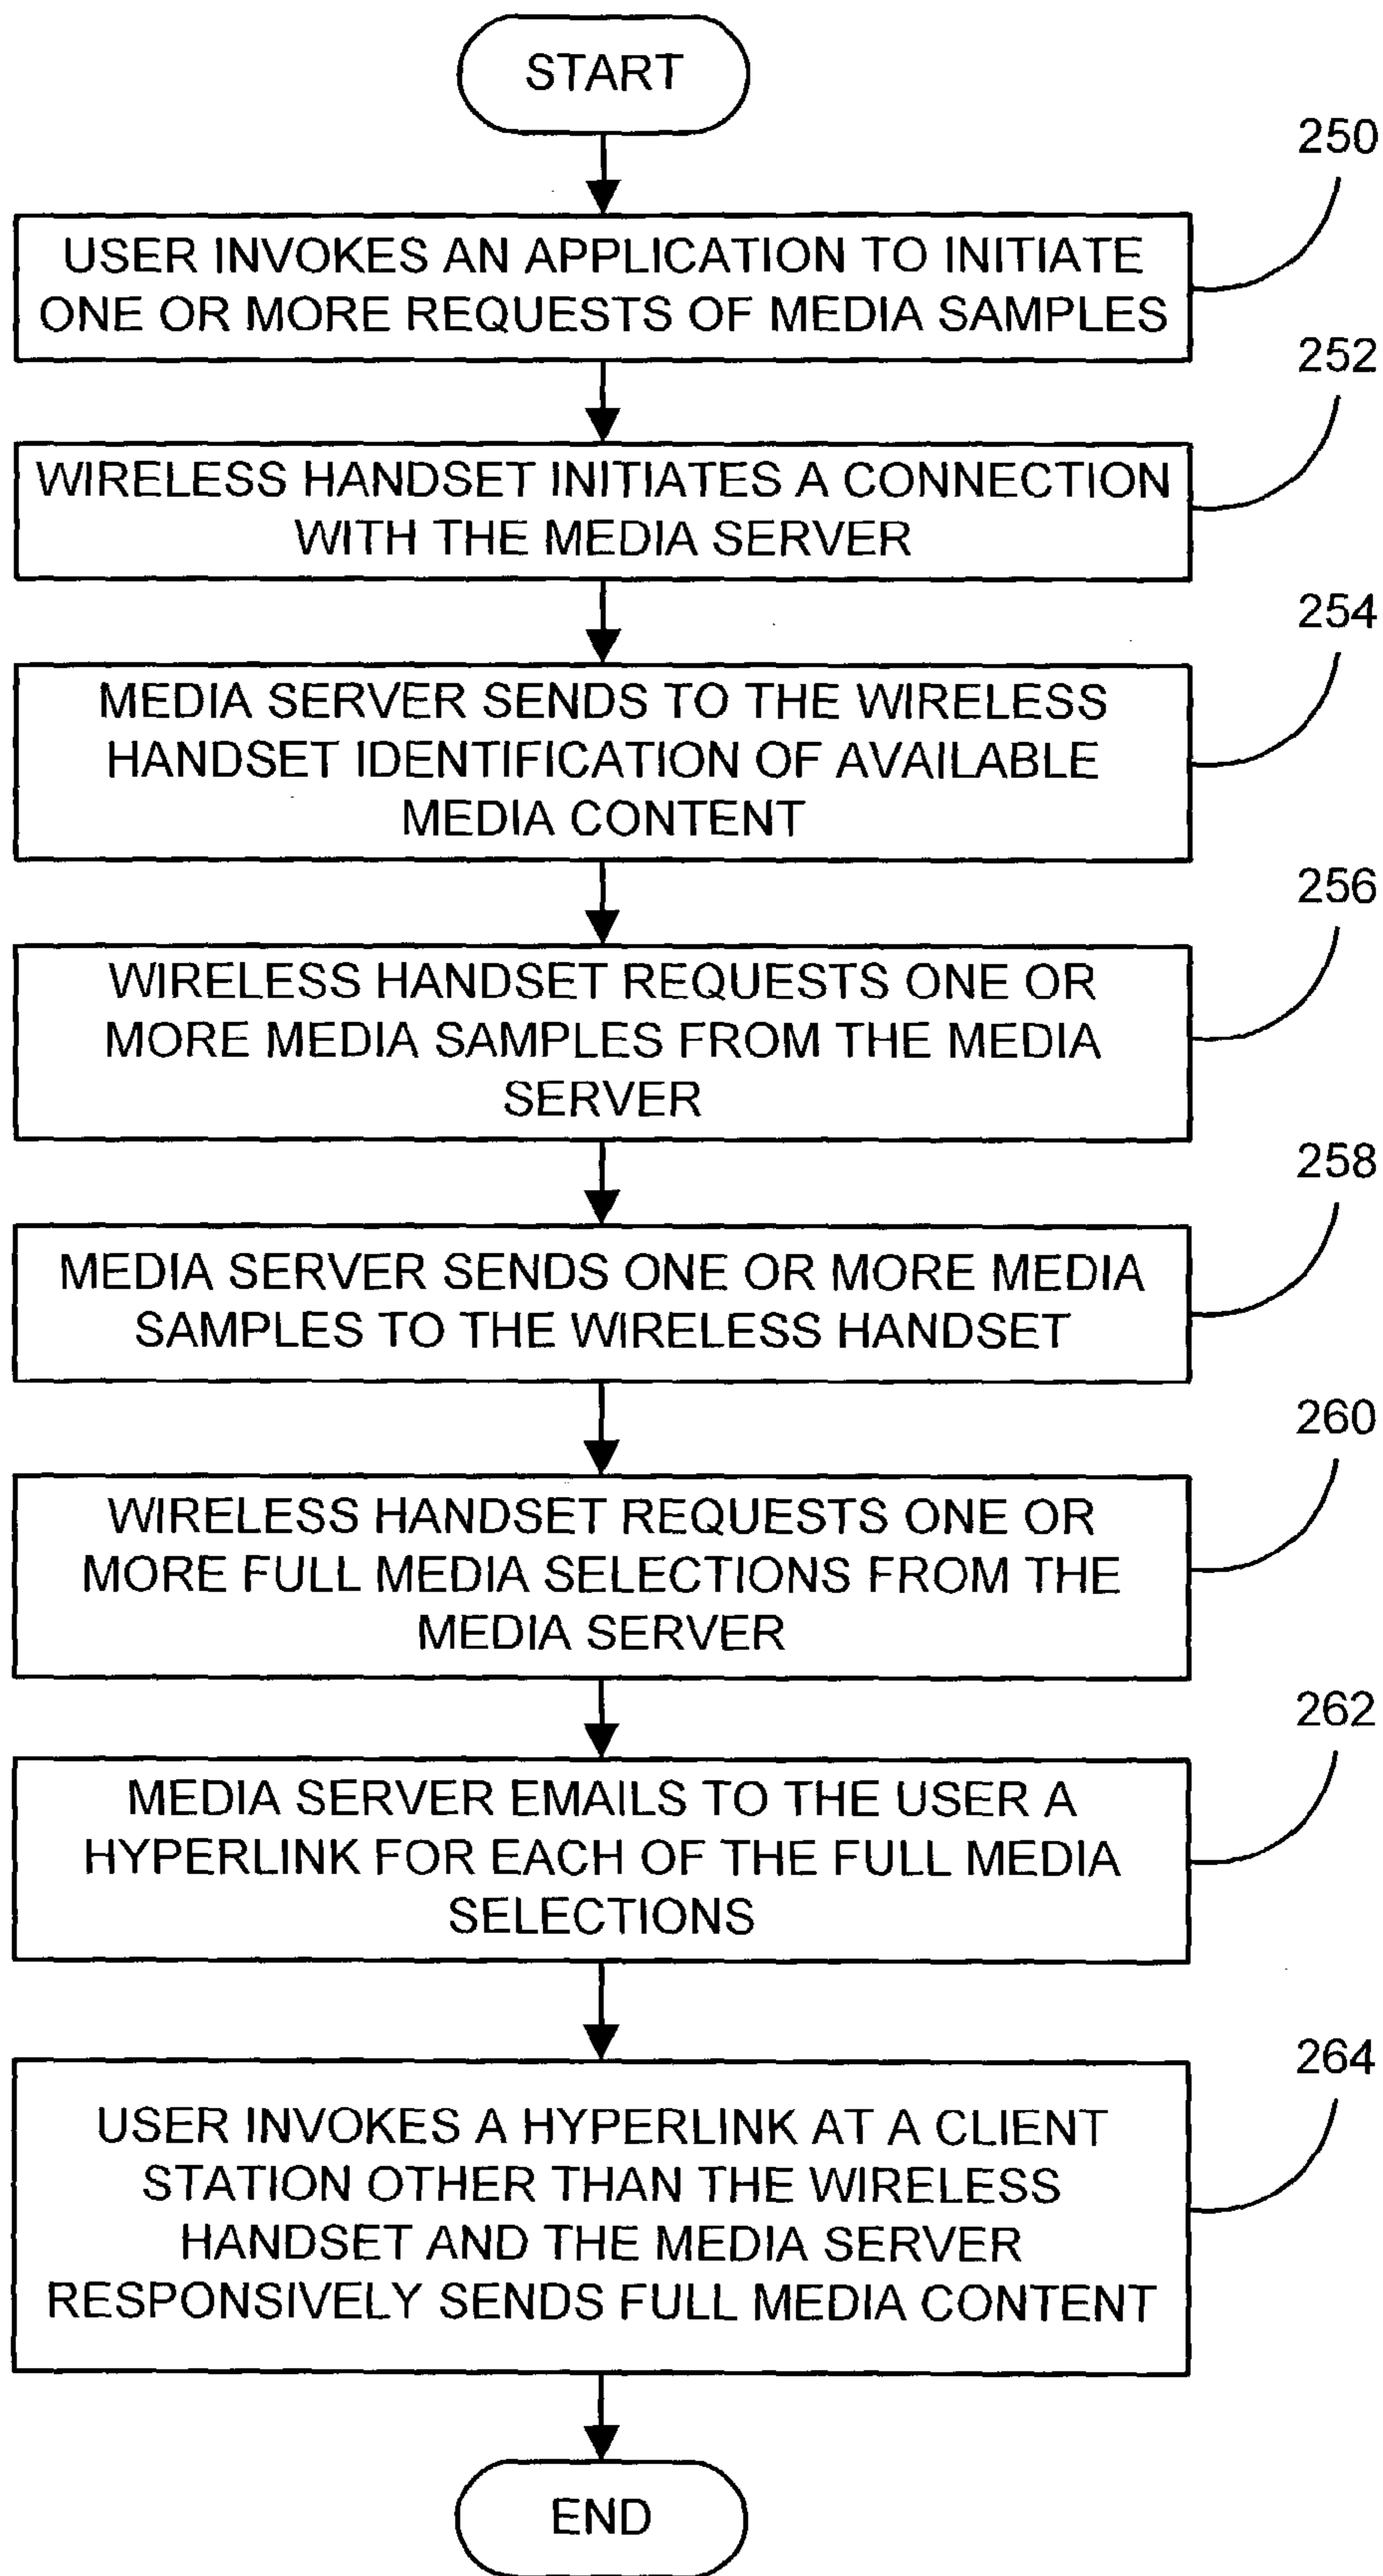 START
250
USER INVOKES AN APPLICATION TO INITIATE
ONE OR MORE REQUESTS OF MEDIA SAMPLES
252
WIRELESS HANDSET INITIATES A CONNECTION
WITH THE MEDIA SERVER
254
MEDIA SERVER SENDS TO THE WIRELESS
HANDSET IDENTIFICATION OF AVAILABLE
MEDIA CONTENT
256
WIRELESS HANDSET REQUESTS ONE OR
MORE MEDIA SAMPLES FROM THE MEDIA
SERVER
258
MEDIA SERVER SENDS ONE OR MORE MEDIA
SAMPLES TO THE WIRELESS HANDSET
260
WIRELESS HANDSET REQUESTS ONE OR
MORE FULL MEDIA SELECTIONS FROM THE
MEDIA SERVER
262
MEDIA SERVER EMAILS TO THE USER A
HYPERLINK FOR EACH OF THE FULL MEDIA
SELECTIONS
264
USER INVOKES A HYPERLINK AT A CLIENT
STATION OTHER THAN THE WIRELESS
HANDSET AND THE MEDIA SERVER
RESPONSIVELY SENDS FULL MEDIA CONTENT
END